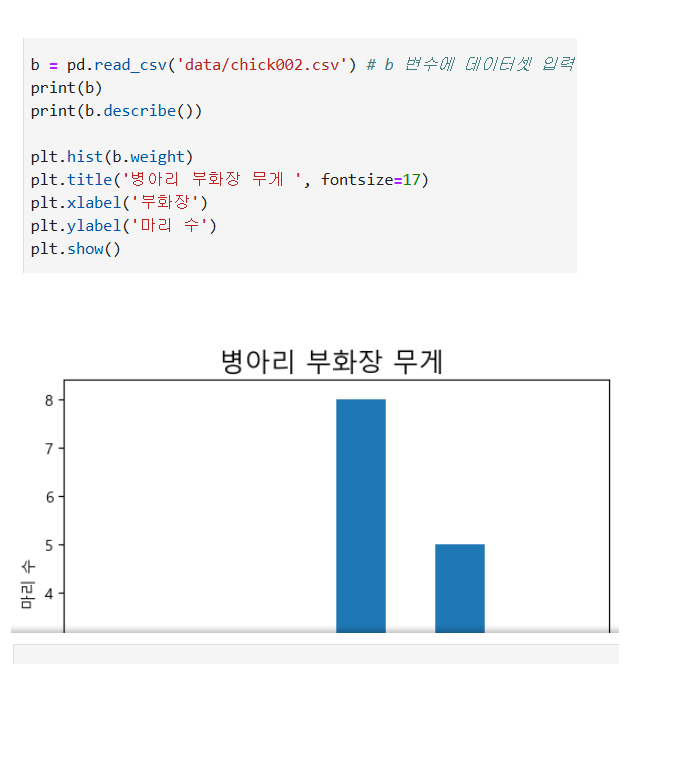 b = pd.read_csv('data/chick002.csv') # b 변수에 데이터셋 입력
print(b)
print(b.describe())
plt.hist(b.weight)
plt.title('병아리 부화장 무게 ', fontsize=17)
plt.xlabel('부화장')
plt.ylabel('마리 수')
plt.show()
병아리 부화장 무게
8
7
6
5
4
마리 수